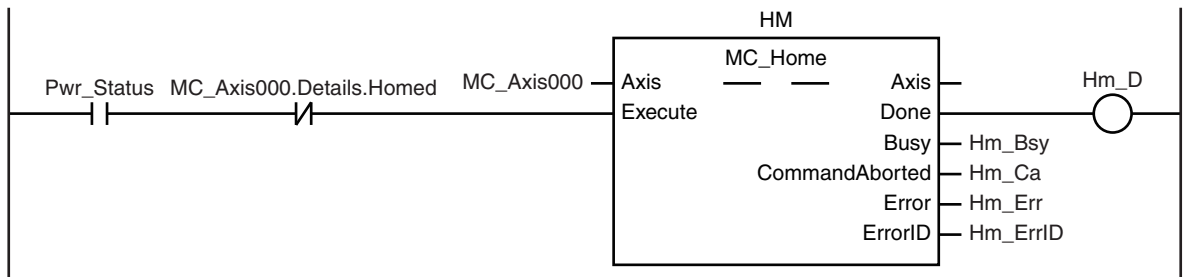 HM
MC_Home
Pwr_Status MC_Axis000.Details.Homed MC_Axis000 Axis Axis Hm_D
Execute Done
Busy Hm_Bsy
CommandAborted Hm_Ca
Error Hm_Err
ErrorID Hm_ErrID